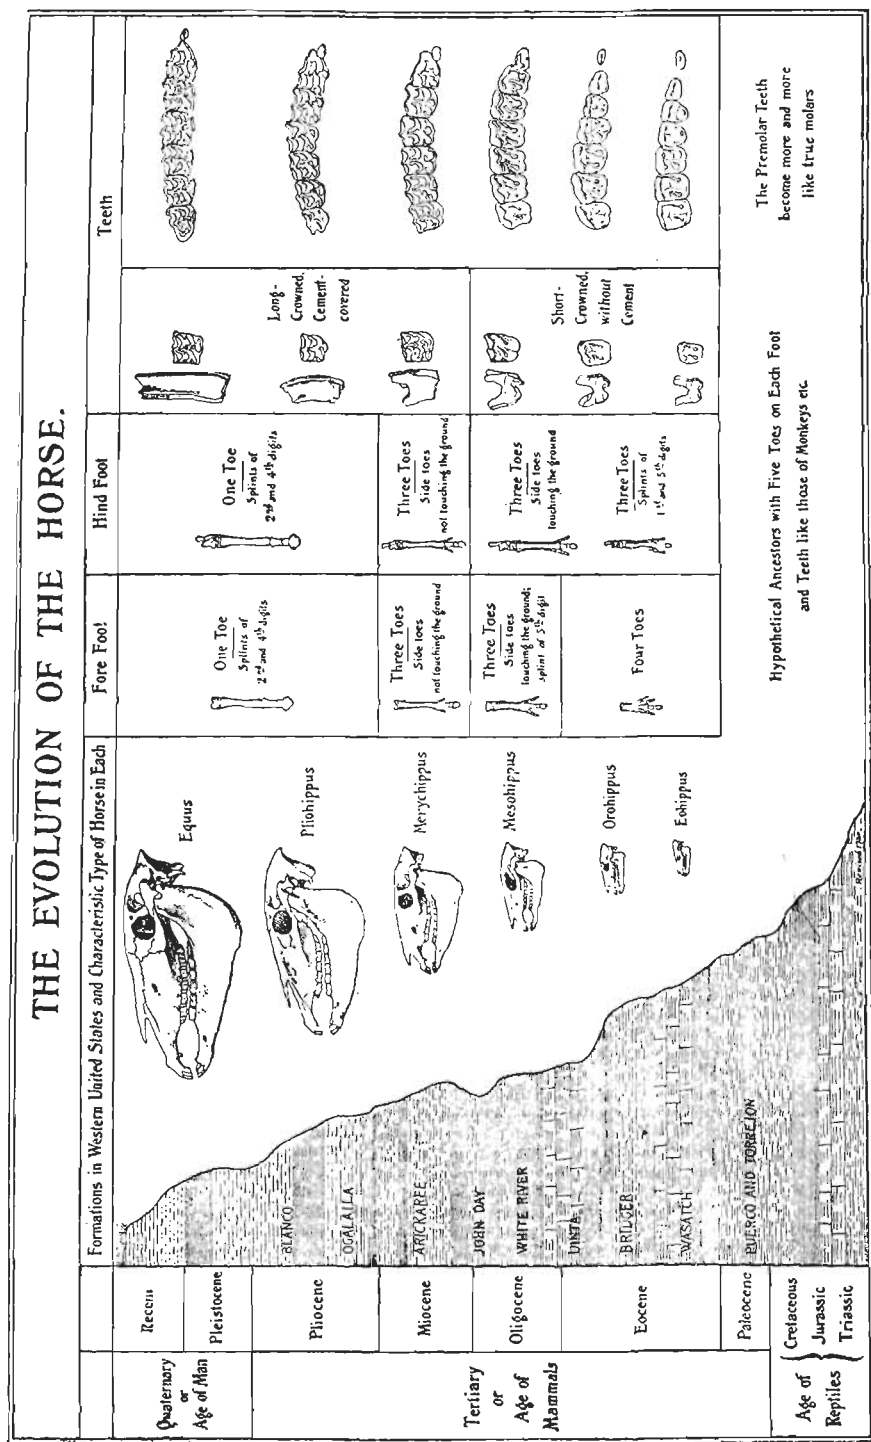 THE EVOLUTION OF THE HORSE.
Formations in Western United States and Characteristic Type of Horse in Each
Fore Foot
Hind Foot
Teeth
Quaternary
or
Age of Man
Recent
Pleistocene
Equus
One Toe
Splints of
2nd and 4th digits
One Toe
Splints of
2nd and 4th digits
Long-
Crowned,
Cement-
covered
Tertiary
or
Age of
Mammals
Pliocene
BLANCO
OGALALLA
Pliohippus
Miocene
ARICKAREE
Merychippus
Three Toes
Side toes
not touching the ground
Three Toes
Side toes
not touching the ground
Oligocene
JOHN DAY
WHITE RIVER
Mesohippus
Three Toes
Side toes
touching the ground;
splint of 5th digit
Three Toes
Side toes
touching the ground
Short-
Crowned,
without
Cement
Eocene
UINTA
BRIDGER
WASATCH
Orohippus
Eohippus
Four Toes
Three Toes
Splints of
1st and 5th digits
Paleocene
PUERCO AND TORREJON
Age of
Reptiles
Cretaceous
Jurassic
Triassic
Hypothetical Ancestors with Five Toes on Each Foot
and Teeth like those of Monkeys etc.
The Premolar Teeth
become more and more
like true molars
Revised